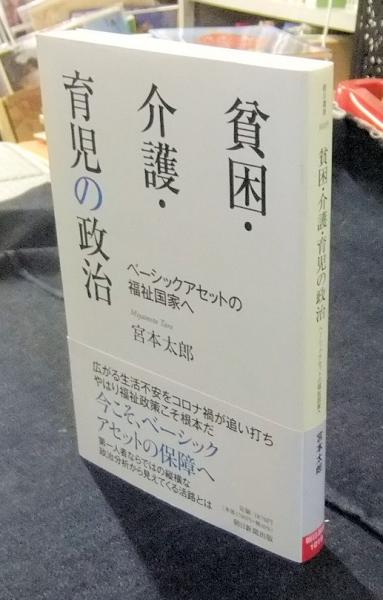 貧困・
介護・
育児の政治
ベーシックアセットの
福祉国家へ
Miyamoto Taro
宮本太郎
広がる生活不安をコロナ禍が追い打ち
やはり福祉政策こそ根本だ
今こそ、ベーシック
アセットの保障へ
第一人者ならではの縦横な
政治分析から見えてくる活路とは
朝日新聞出版
貧困・介護・育児の政治
宮本太郎